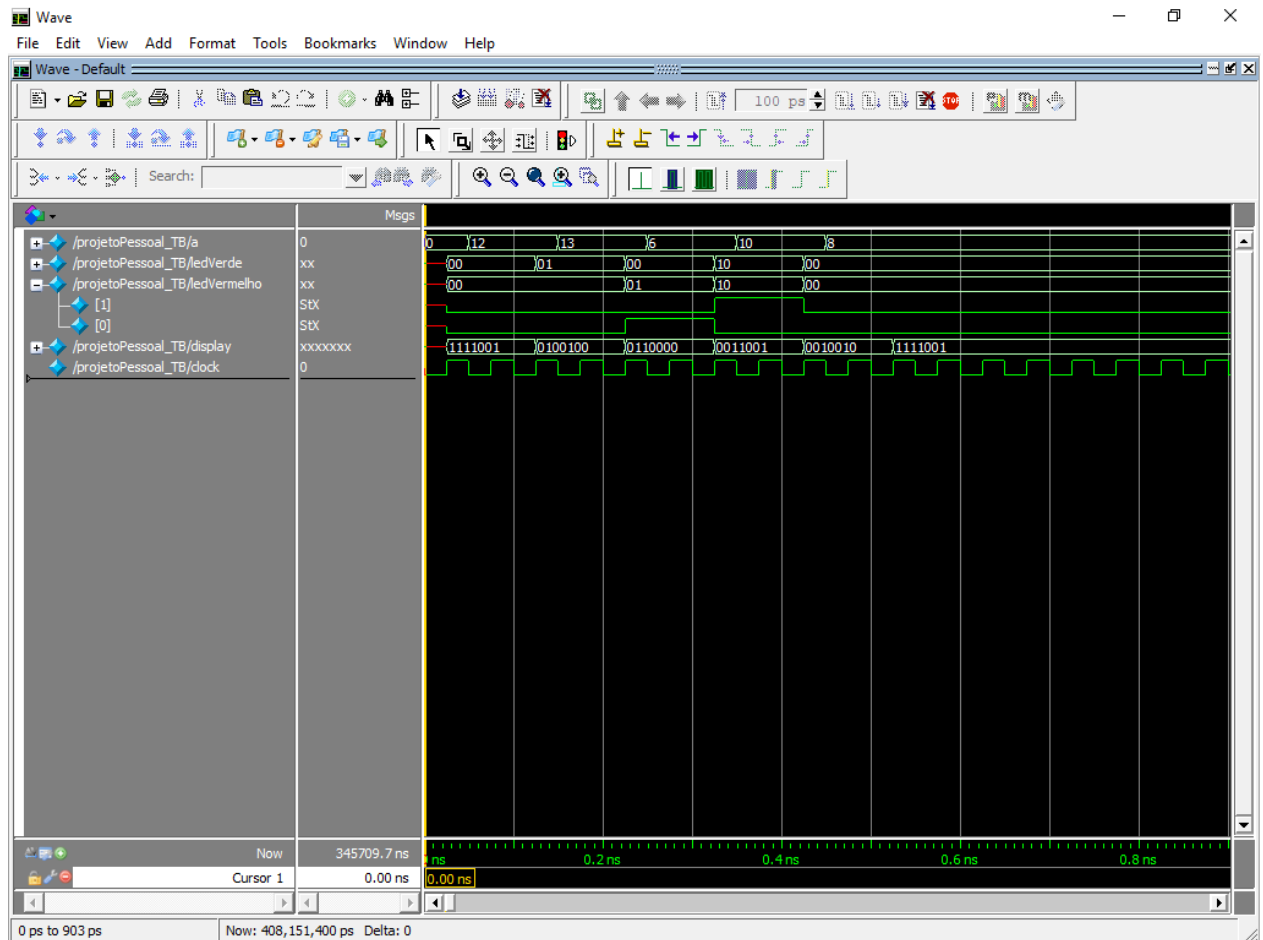 Wave
File Edit View Add Format Tools Bookmarks Window Help
Wave - Default
100 ps
STOP
Search:
Msgs
/projetoPessoal_TB/a 0 0 12 13 6 10 8
/projetoPessoal_TB/ledVerde xx 00 01 00 10 00
/projetoPessoal_TB/ledVermelho xx 00 01 10 00
[1] StX
[0] StX
/projetoPessoal_TB/display xxxxxxx 1111001 0100100 0110000 0011001 0010010 1111001
/projetoPessoal_TB/clock 0
Now 345709.7 ns ns 0.2 ns 0.4 ns 0.6 ns 0.8 ns
Cursor 1 0.00 ns 0.00 ns
0 ps to 903 ps Now: 408,151,400 ps Delta: 0